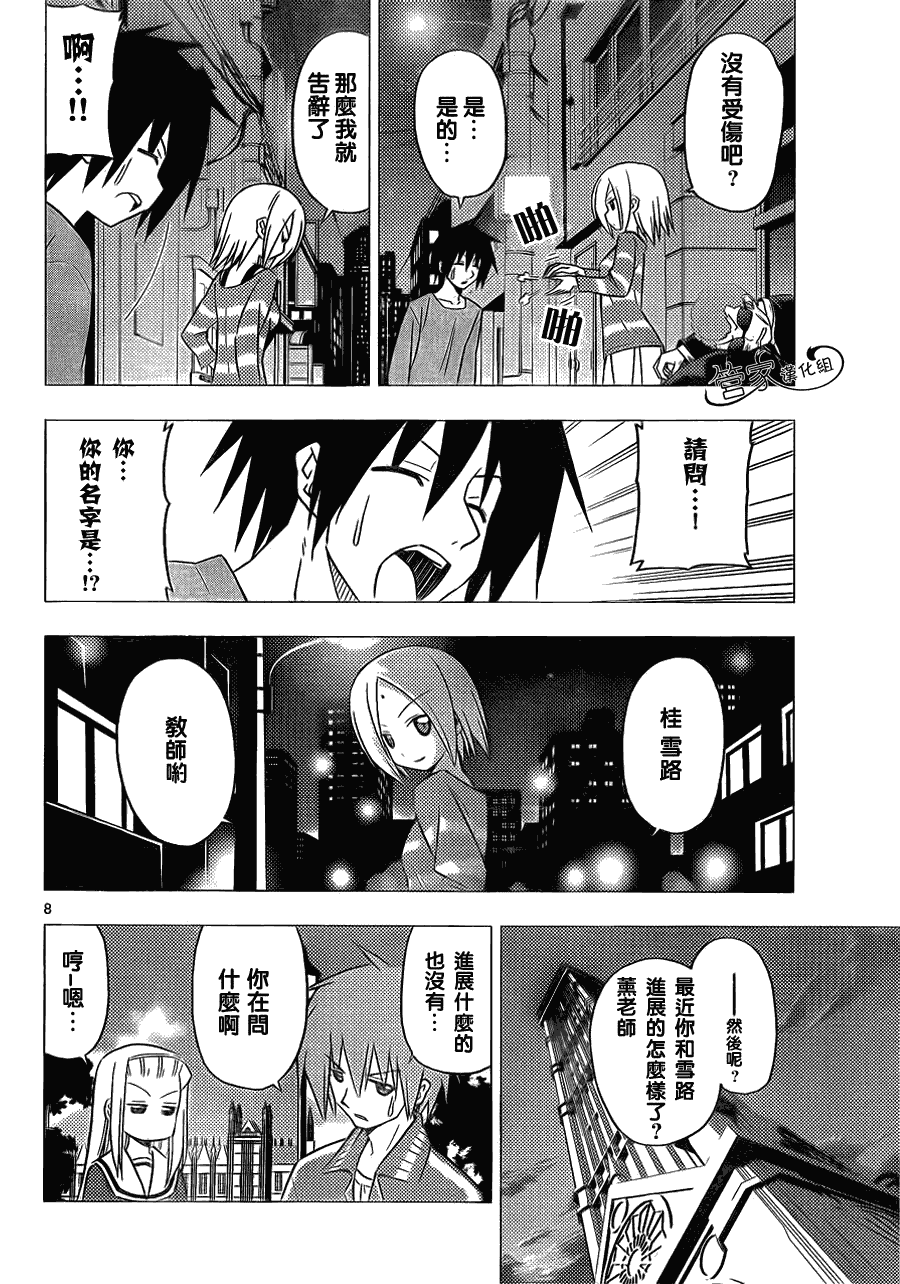 沒有受傷吧?
是…
是的…
啪
啪
那麼我就
告辭了
啊…!!
管家漢化組
請問…!
你…
你的名字是…!?
桂 雪路
教師喲
8
——然後呢?
最近你和雪路
進展的怎麼樣了?
薰老師
進展什麼的
也沒有…
你在問
什麼啊
哼—嗯…